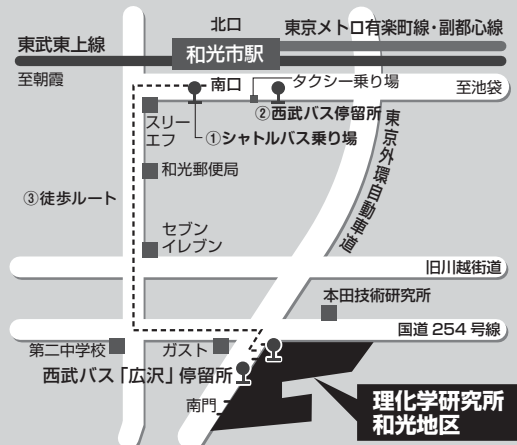 北口
東京メトロ有楽町線・副都心線
東武東上線
和光市駅
至朝霞
南口
タクシー乗り場
至池袋
②西武バス停留所
スリー
エフ
①シャトルバス乗り場
東京外環自動車道
和光郵便局
③徒歩ルート
セブン
イレブン
旧川越街道
本田技術研究所
国道254号線
第二中学校
ガスト
西武バス「広沢」停留所
南門
理化学研究所
和光地区